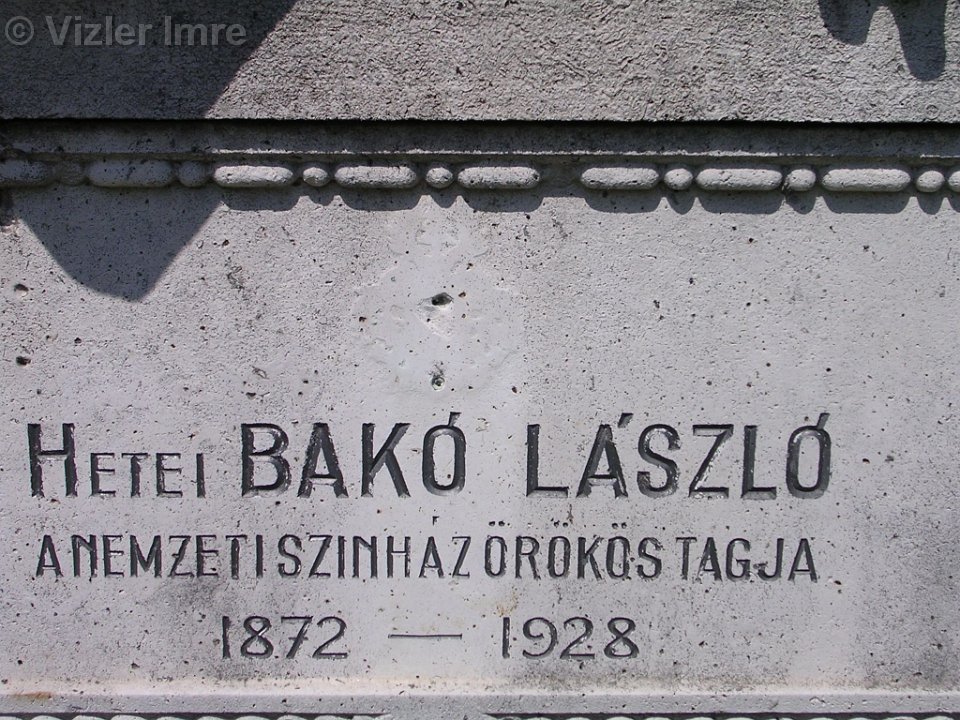 © Vizler Imre
HETEI BAKÓ LÁSZLÓ
A NEMZETI SZINHÁZ ÖRÖKÖS TAGJA
1872 — 1928